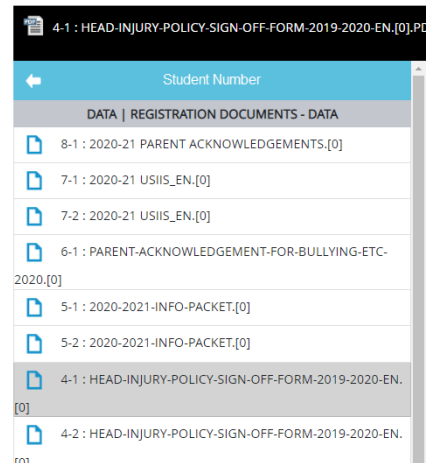 4-1 : HEAD-INJURY-POLICY-SIGN-OFF-FORM-2019-2020-EN.[0].PD
Student Number
DATA | REGISTRATION DOCUMENTS - DATA
8-1 : 2020-21 PARENT ACKNOWLEDGEMENTS.[0]
7-1 : 2020-21 USIIS_EN.[0]
7-2 : 2020-21 USIIS_EN.[0]
6-1 : PARENT-ACKNOWLEDGEMENT-FOR-BULLYING-ETC-
2020.[0]
5-1 : 2020-2021-INFO-PACKET.[0]
5-2 : 2020-2021-INFO-PACKET.[0]
4-1 : HEAD-INJURY-POLICY-SIGN-OFF-FORM-2019-2020-EN.
[0]
4-2 : HEAD-INJURY-POLICY-SIGN-OFF-FORM-2019-2020-EN.
[0]